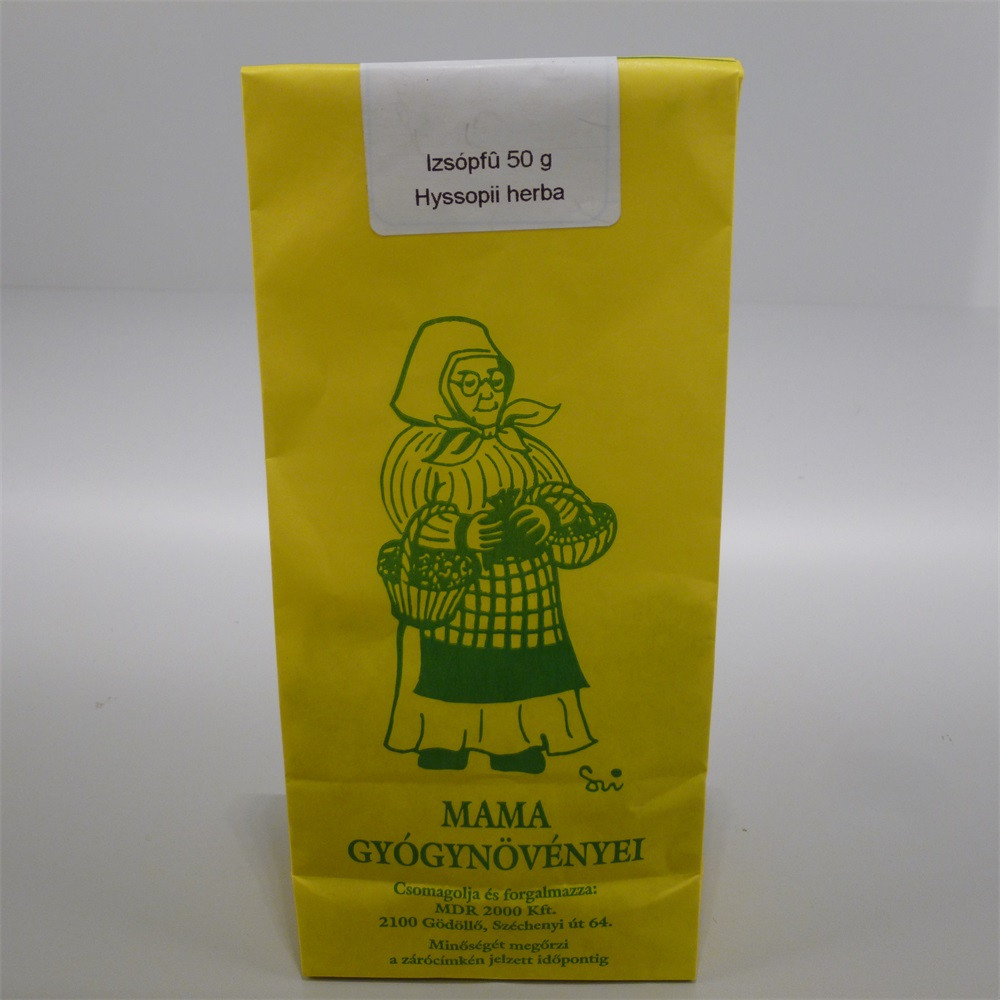 Izsópfû 50 g
Hyssopii herba
Sri
MAMA
GYÓGYNÖVÉNYEI
Csomagolja és forgalmazza:
MDR 2000 Kft.
2100 Gödöllő, Széchenyi út 64.
Minőségét megőrzi
a zárócímkén jelzett időpontig